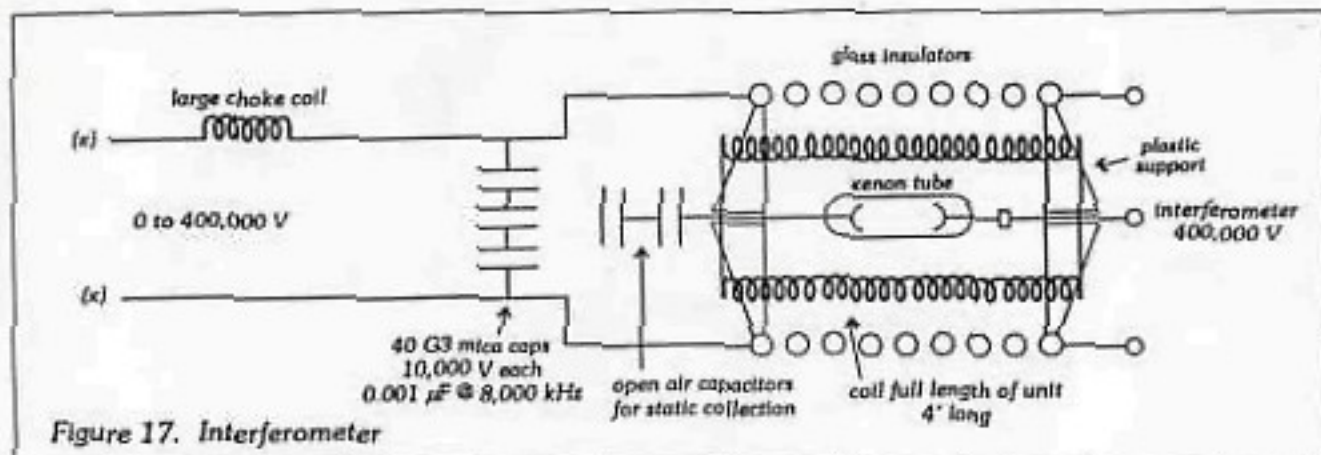 glass insulators
large choke coil
(x)
plastic
support
xenon tube
0 to 400,000 V
interferometer
400,000 V
(x)
40 G3 mica caps
10,000 V each
0.001 µF @ 8,000 kHz
open air capacitors
for static collection
coil full length of unit
4' long
Figure 17. Interferometer